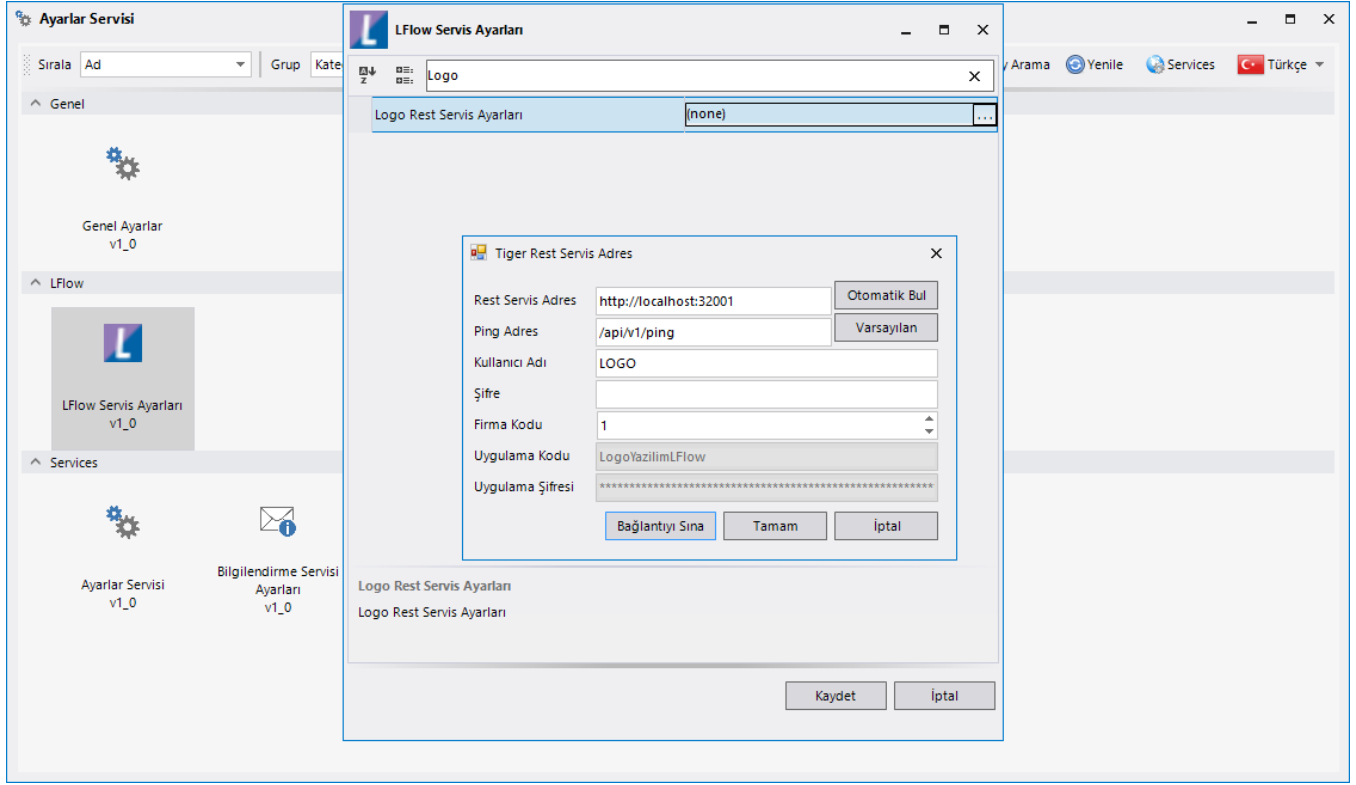 Ayarlar Servisi
Sırala Ad Grup Kate
Arama Yenile Services Türkçe
Genel
Genel Ayarlar
v1_0
LFlow
LFlow Servis Ayarları
v1_0
Services
Ayarlar Servisi
v1_0
Bilgilendirme Servisi
Ayarları
v1_0
LFlow Servis Ayarları
Logo
Logo Rest Servis Ayarları (none) ...
Tiger Rest Servis Adres
Rest Servis Adres http://localhost:32001 Otomatik Bul
Ping Adres /api/v1/ping Varsayılan
Kullanıcı Adı LOGO
Şifre
Firma Kodu 1
Uygulama Kodu LogoYazilimLFlow
Uygulama Şifresi ********************************************************
Bağlantıyı Sına Tamam İptal
Logo Rest Servis Ayarları
Logo Rest Servis Ayarları
Kaydet İptal